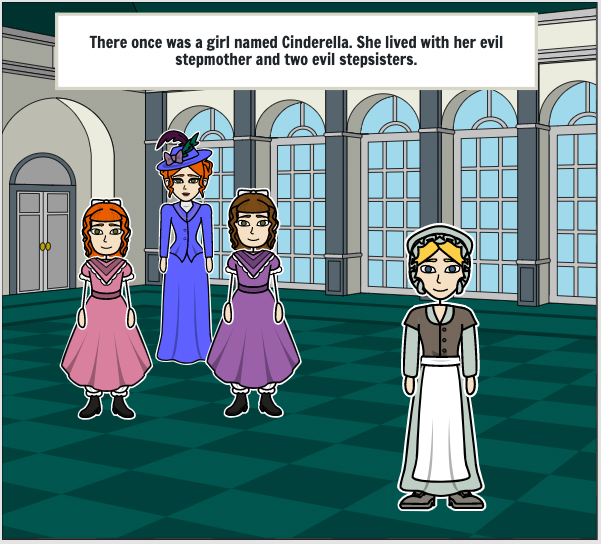 There once was a girl named Cinderella. She lived with her evil
stepmother and two evil stepsisters.